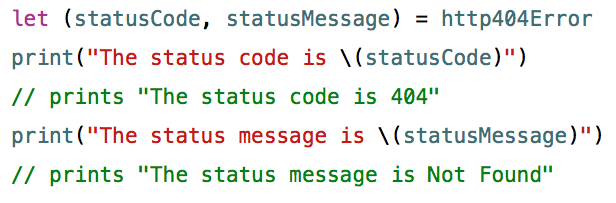 let (statusCode, statusMessage) = http404Error
print("The status code is \(statusCode)")
// prints "The status code is 404"
print("The status message is \(statusMessage)")
// prints "The status message is Not Found"